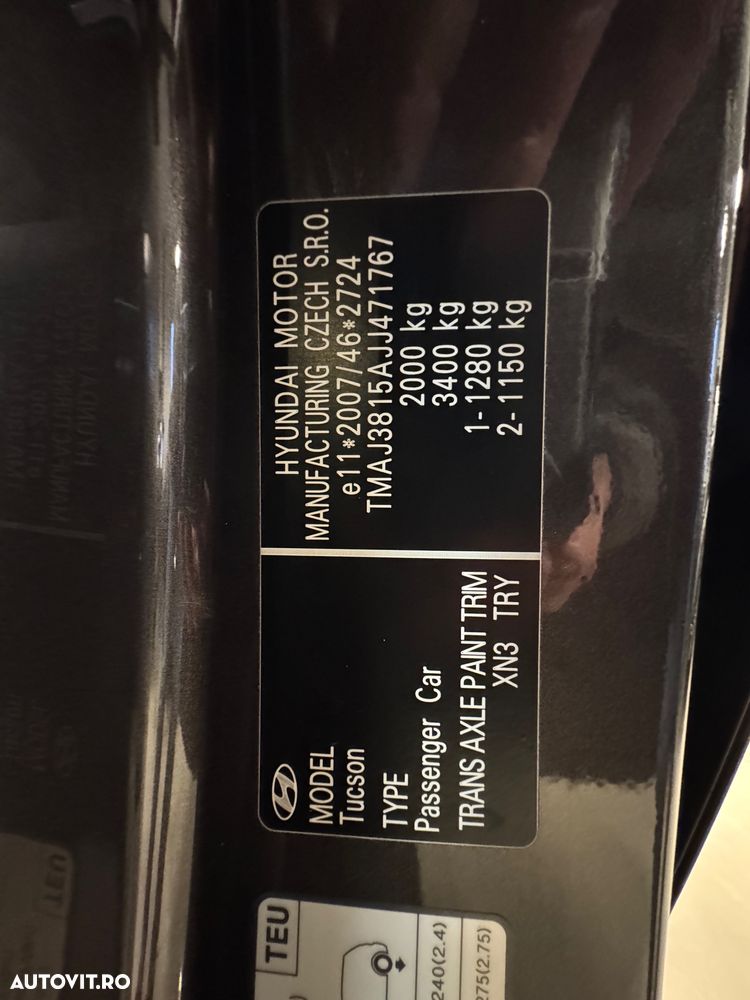 HYUNDAI MOTOR
MANUFACTURING CZECH S.R.O.
e11*2007/46*2724
TMAJ3815AJJ471767
2000 kg
3400 kg
1- 1280 kg
2- 1150 kg
MODEL
Tucson
TYPE
Passenger Car
TRANS AXLE PAINT TRIM
XN3 TRY
TEU
240(2.4)
275(2.75)
AUTOVIT.RO